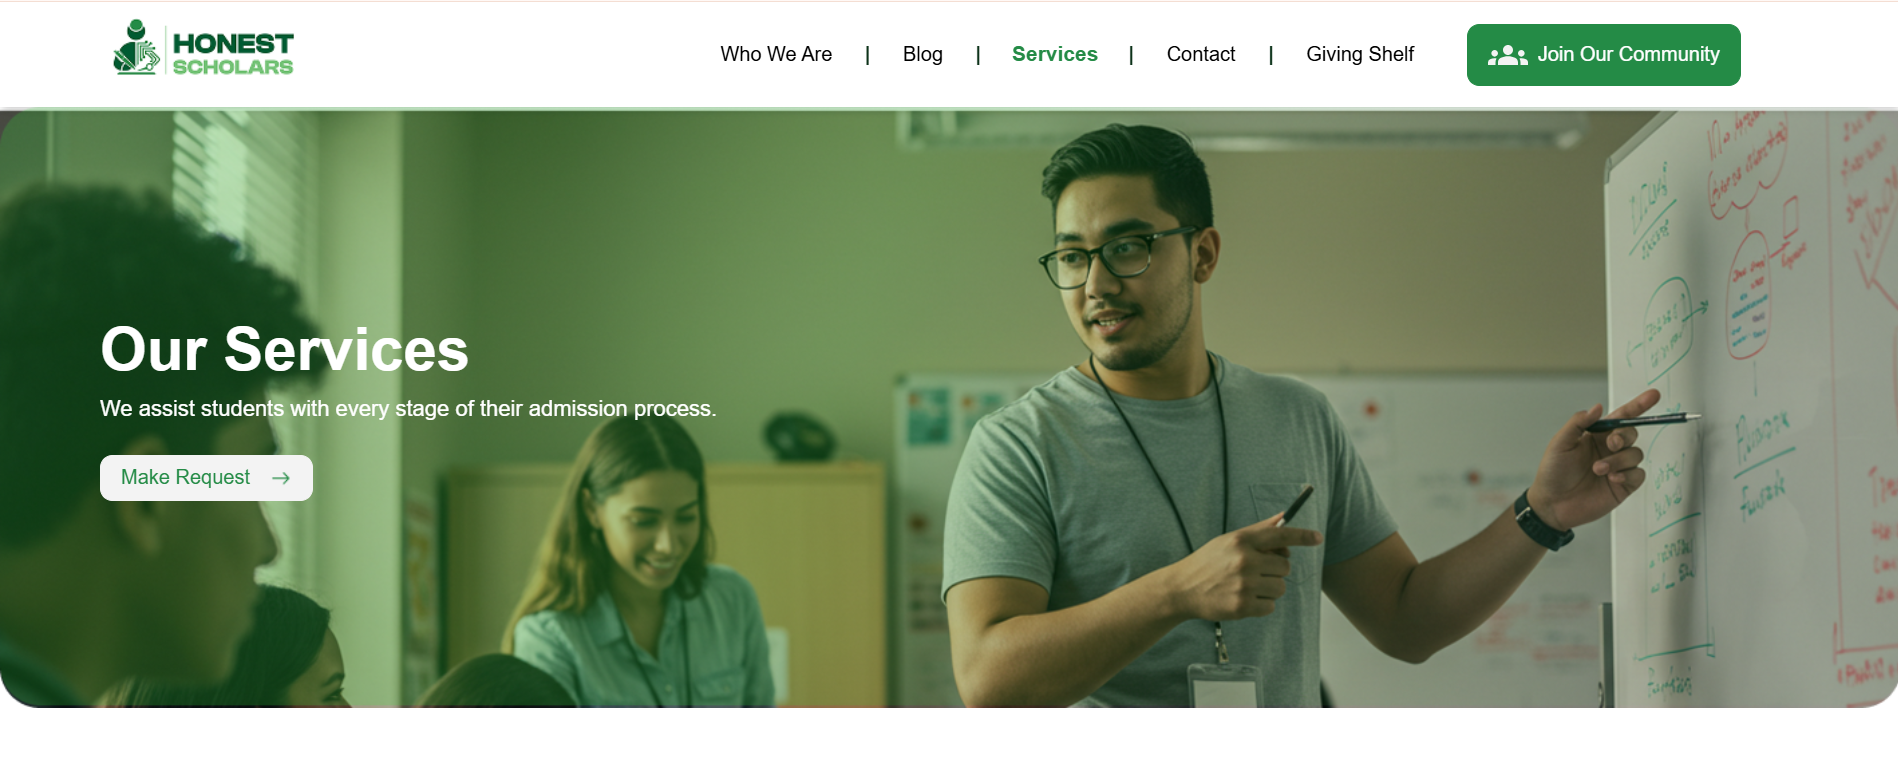 HONEST
SCHOLARS
Who We Are | Blog | Services | Contact | Giving Shelf
Join Our Community
Our Services
We assist students with every stage of their admission process.
Make Request